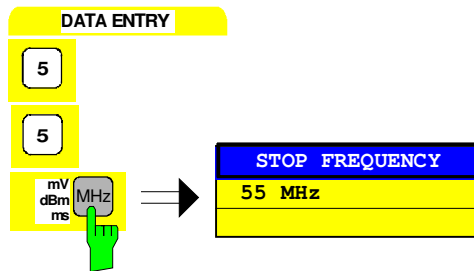 DATA ENTRY
5
5
mV
dBm
ms
MHz
STOP FREQUENCY
55 MHz